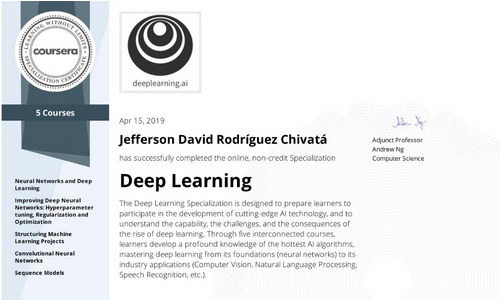 LEARNING WITHOUT LIMITS
coursera
SPECIALIZATION CERTIFICATE
5 Courses
Neural Networks and Deep
Learning
Improving Deep Neural
Networks: Hyperparameter
tuning, Regularization and
Optimization
Structuring Machine
Learning Projects
Convolutional Neural
Networks
Sequence Models
deeplearning.ai
Apr 15, 2019
Jefferson David Rodríguez Chivatá
has successfully completed the online, non-credit Specialization
Deep Learning
The Deep Learning Specialization is designed to prepare learners to
participate in the development of cutting-edge AI technology, and to
understand the capability, the challenges, and the consequences of
the rise of deep learning. Through five interconnected courses,
learners develop a profound knowledge of the hottest AI algorithms,
mastering deep learning from its foundations (neural networks) to its
industry applications (Computer Vision, Natural Language Processing,
Speech Recognition, etc.).
Adjunct Professor
Andrew Ng
Computer Science